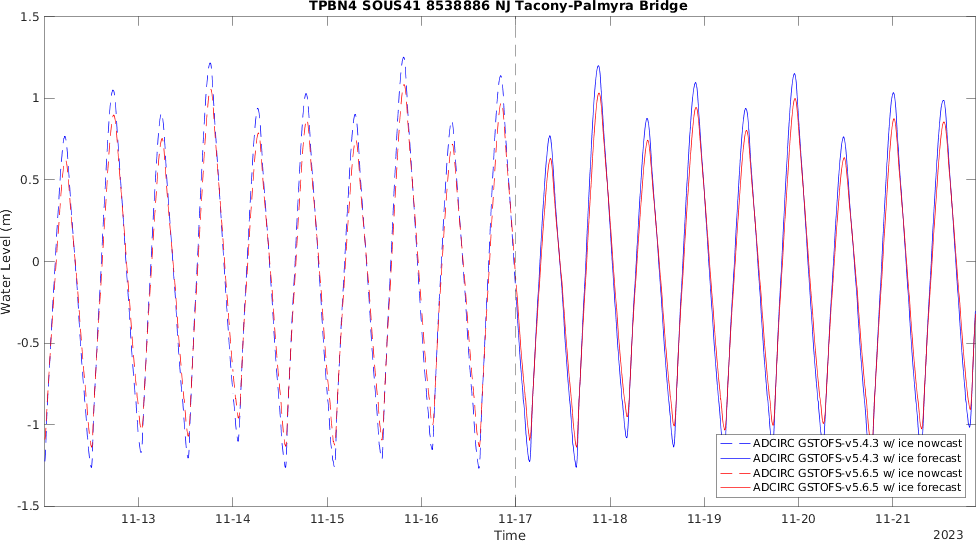 TPBN4 SOUS41 8538886 NJ Tacony-Palmyra Bridge
1.5
1
0.5
0
-0.5
-1
-1.5
Water Level (m)
11-13 11-14 11-15 11-16 11-17 11-18 11-19 11-20 11-21
Time
2023
ADCIRC GSTOFS-v5.4.3 w/ ice nowcast
ADCIRC GSTOFS-v5.4.3 w/ ice forecast
ADCIRC GSTOFS-v5.6.5 w/ ice nowcast
ADCIRC GSTOFS-v5.6.5 w/ ice forecast